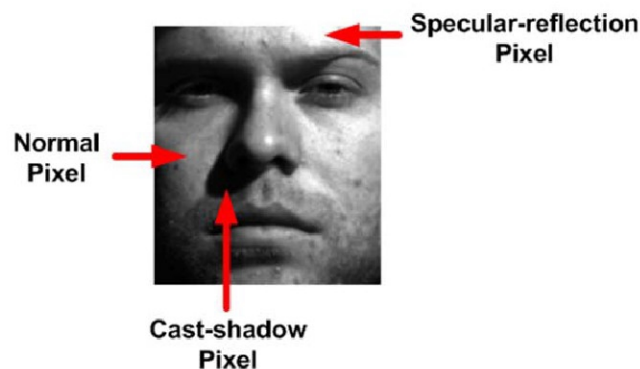 Specular-reflection
Pixel
Normal
Pixel
Cast-shadow
Pixel